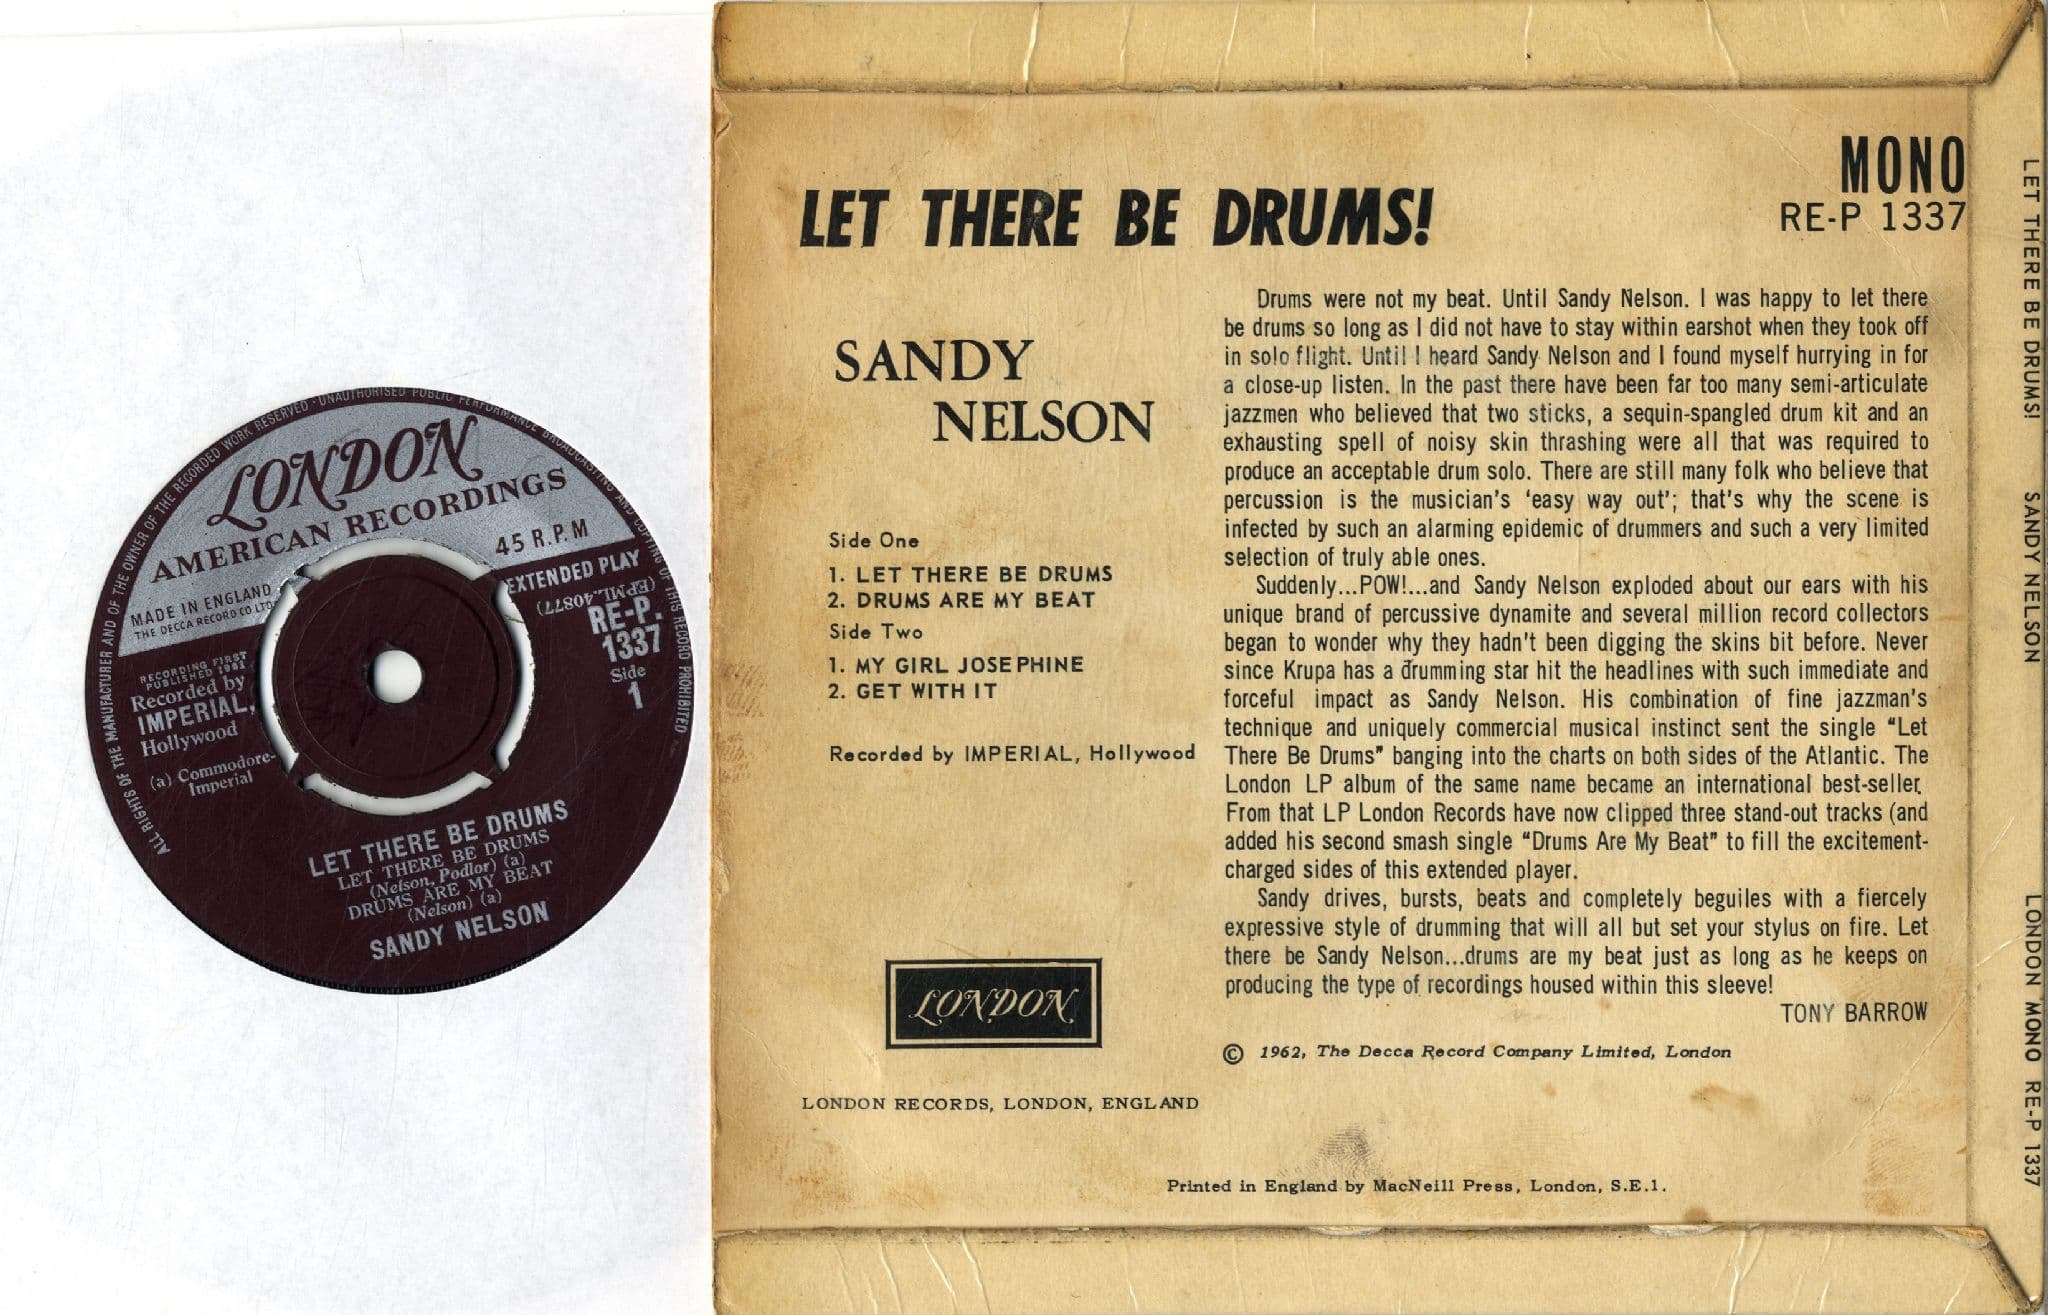 ALL RIGHTS OF THE MANUFACTURER AND OF THE OWNER OF THE RECORDED WORK RESERVED · UNAUTHORISED PUBLIC PERFORMANCE BROADCASTING AND COPYING OF THIS RECORD PROHIBITED
LONDON
AMERICAN RECORDINGS
45 R.P.M
MADE IN ENGLAND
THE DECCA RECORD CO LTD
EXTENDED PLAY
(EPML.40877)
RE-P.
1337
Side
1
RECORDING FIRST
PUBLISHED 1961
Recorded by
IMPERIAL,
Hollywood
(a) Commodore-
Imperial
LET THERE BE DRUMS
LET THERE BE DRUMS
(Nelson, Podlor) (a)
DRUMS ARE MY BEAT
(Nelson) (a)
SANDY NELSON
MONO
RE-P 1337
LET THERE BE DRUMS!
SANDY
NELSON
Side One
1. LET THERE BE DRUMS
2. DRUMS ARE MY BEAT
Side Two
1. MY GIRL JOSEPHINE
2. GET WITH IT
Recorded by IMPERIAL, Hollywood
LONDON
LONDON RECORDS, LONDON, ENGLAND
Drums were not my beat. Until Sandy Nelson. I was happy to let there
be drums so long as I did not have to stay within earshot when they took off
in solo flight. Until I heard Sandy Nelson and I found myself hurrying in for
a close-up listen. In the past there have been far too many semi-articulate
jazzmen who believed that two sticks, a sequin-spangled drum kit and an
exhausting spell of noisy skin thrashing were all that was required to
produce an acceptable drum solo. There are still many folk who believe that
percussion is the musician's 'easy way out'; that's why the scene is
infected by such an alarming epidemic of drummers and such a very limited
selection of truly able ones.
Suddenly...POW!...and Sandy Nelson exploded about our ears with his
unique brand of percussive dynamite and several million record collectors
began to wonder why they hadn't been digging the skins bit before. Never
since Krupa has a drumming star hit the headlines with such immediate and
forceful impact as Sandy Nelson. His combination of fine jazzman's
technique and uniquely commercial musical instinct sent the single "Let
There Be Drums" banging into the charts on both sides of the Atlantic. The
London LP album of the same name became an international best-seller.
From that LP London Records have now clipped three stand-out tracks (and
added his second smash single "Drums Are My Beat" to fill the excitement-
charged sides of this extended player.
Sandy drives, bursts, beats and completely beguiles with a fiercely
expressive style of drumming that will all but set your stylus on fire. Let
there be Sandy Nelson...drums are my beat just as long as he keeps on
producing the type of recordings housed within this sleeve!
TONY BARROW
© 1962, The Decca Record Company Limited, London
Printed in England by MacNeill Press, London, S.E.1.
LET THERE BE DRUMS! SANDY NELSON LONDON MONO RE-P 1337